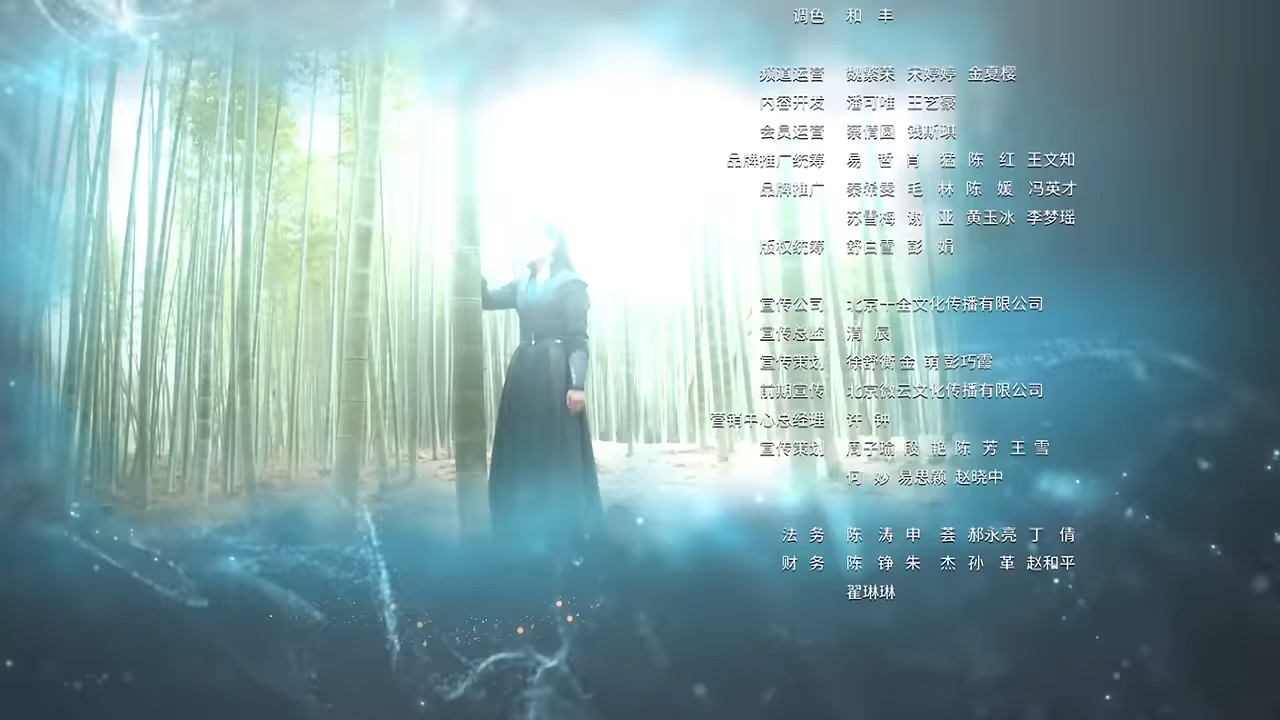 调色 和 丰
频道运营 魏繁荣 宋婷婷 金夏樱
内容开发 潘可唯 王艺豪
会员运营 蔡倩圆 钱斯琪
品牌推广统筹 易 哲 肖 猛 陈 红 王文知
品牌推广 秦希雯 毛 林 陈 媛 冯英才
苏雪梅 谢 亚 黄玉冰 李梦瑶
版权统筹 舒白雪 彭 娟
宣传公司 北京十全文化传播有限公司
宣传总监 清 辰
宣传策划 徐舒衡 金 萌 彭巧霞
前期宣传 北京微云文化传播有限公司
营销中心总经理 许 钟
宣传策划 周子喻 段 艳 陈 芳 王 雪
何 妙 易思颖 赵晓中
法 务 陈 涛 申 荟 郝永亮 丁 倩
财 务 陈 铮 朱 杰 孙 革 赵和平
翟琳琳